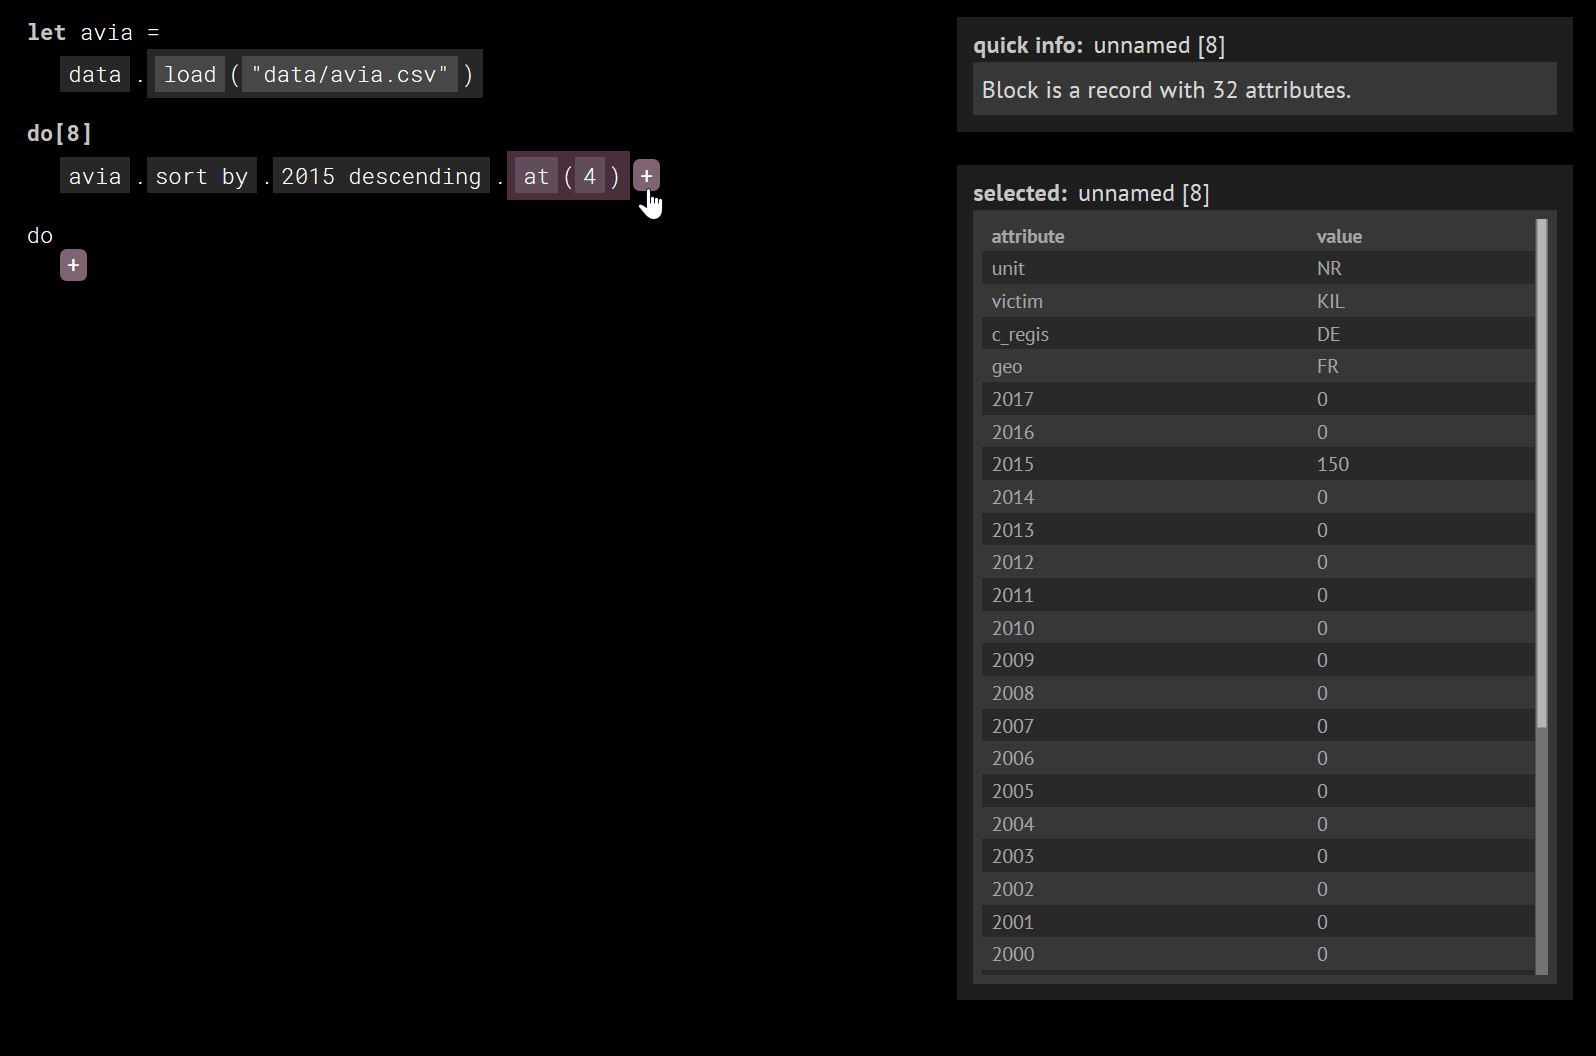 let avia =
data . load ( "data/avia.csv" )
do[8]
avia . sort by . 2015 descending . at ( 4 ) +
do
+
quick info: unnamed [8]
Block is a record with 32 attributes.
selected: unnamed [8]
attribute value
unit NR
victim KIL
c_regis DE
geo FR
2017 0
2016 0
2015 150
2014 0
2013 0
2012 0
2011 0
2010 0
2009 0
2008 0
2007 0
2006 0
2005 0
2004 0
2003 0
2002 0
2001 0
2000 0